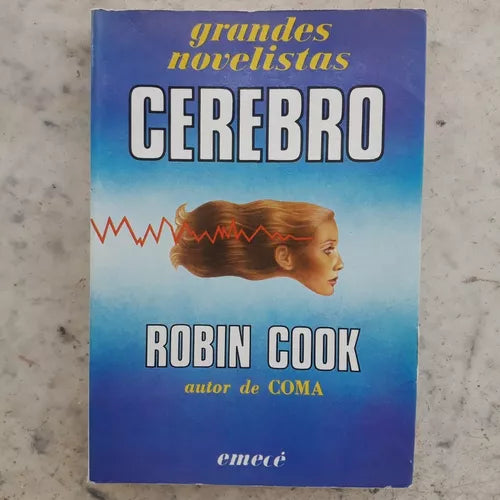 grandes
novelistas
CEREBRO
ROBIN COOK
autor de COMA
emecé